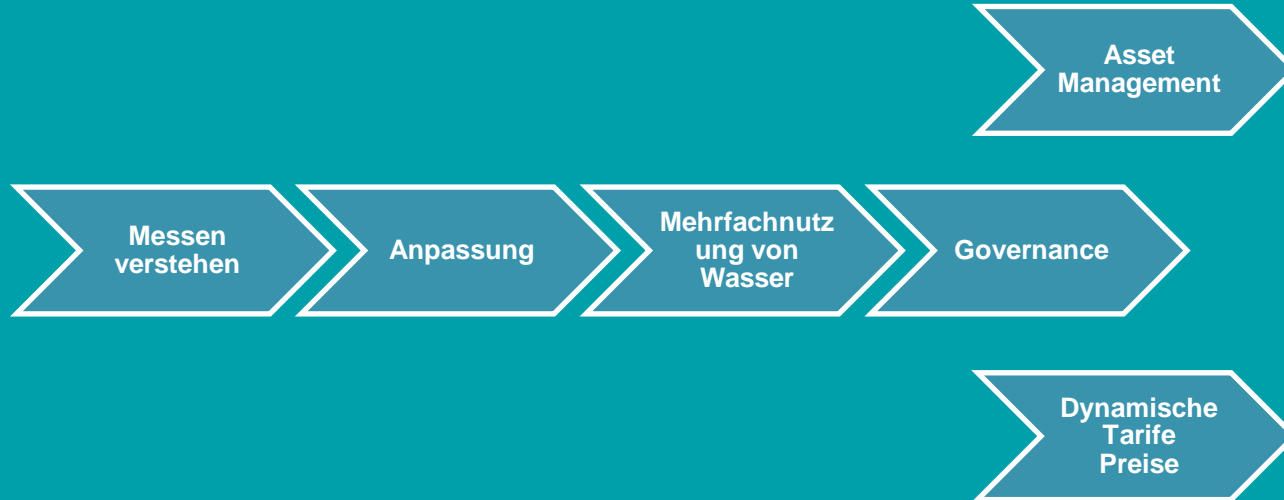 Asset
Management
Messen
verstehen
Anpassung
Mehrfachnutz
ung von
Wasser
Governance
Dynamische
Tarife
Preise